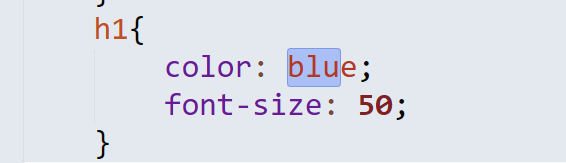 h1{
color: blue;
font-size: 50;
}